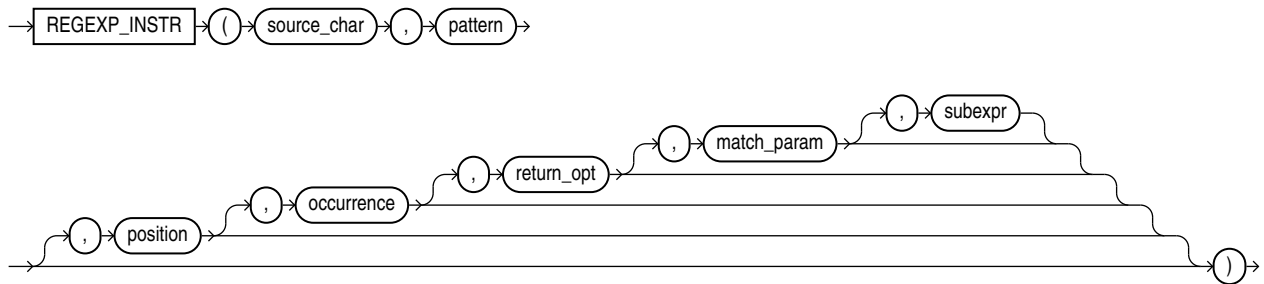 REGEXP_INSTR ( source_char , pattern
, subexpr
, match_param
, return_opt
, occurrence
, position
)